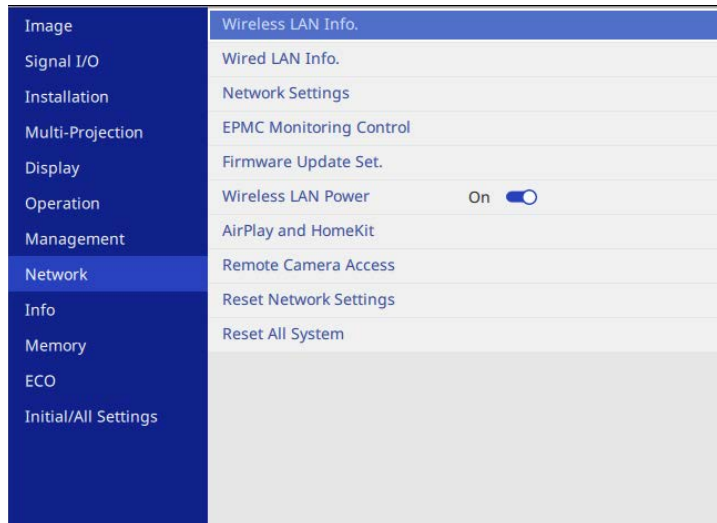 Image
Signal I/O
Installation
Multi-Projection
Display
Operation
Management
Network
Info
Memory
ECO
Initial/All Settings
Wireless LAN Info.
Wired LAN Info.
Network Settings
EPMC Monitoring Control
Firmware Update Set.
Wireless LAN Power On
AirPlay and HomeKit
Remote Camera Access
Reset Network Settings
Reset All System